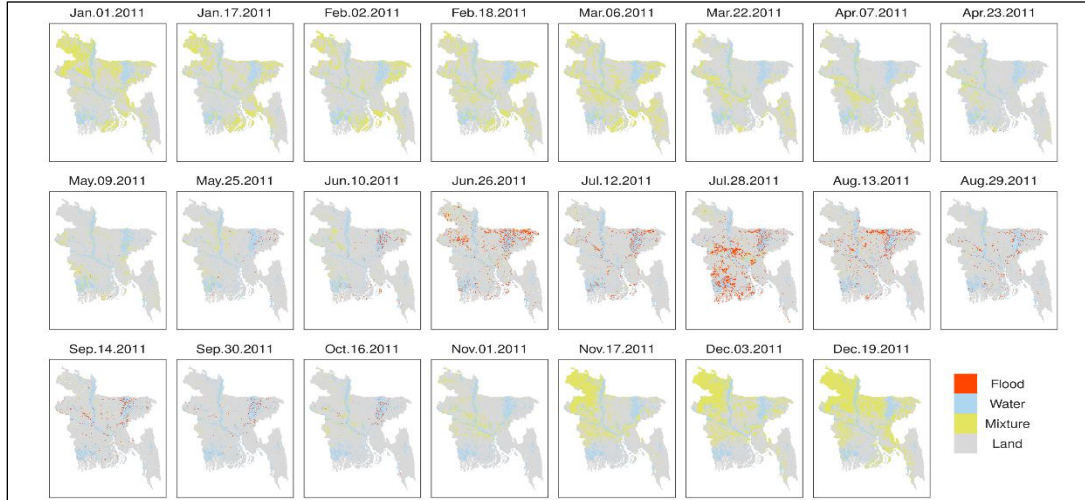 Jan.01.2011 Jan.17.2011 Feb.02.2011 Feb.18.2011 Mar.06.2011 Mar.22.2011 Apr.07.2011 Apr.23.2011
May.09.2011 May.25.2011 Jun.10.2011 Jun.26.2011 Jul.12.2011 Jul.28.2011 Aug.13.2011 Aug.29.2011
Sep.14.2011 Sep.30.2011 Oct.16.2011 Nov.01.2011 Nov.17.2011 Dec.03.2011 Dec.19.2011
Flood
Water
Mixture
Land